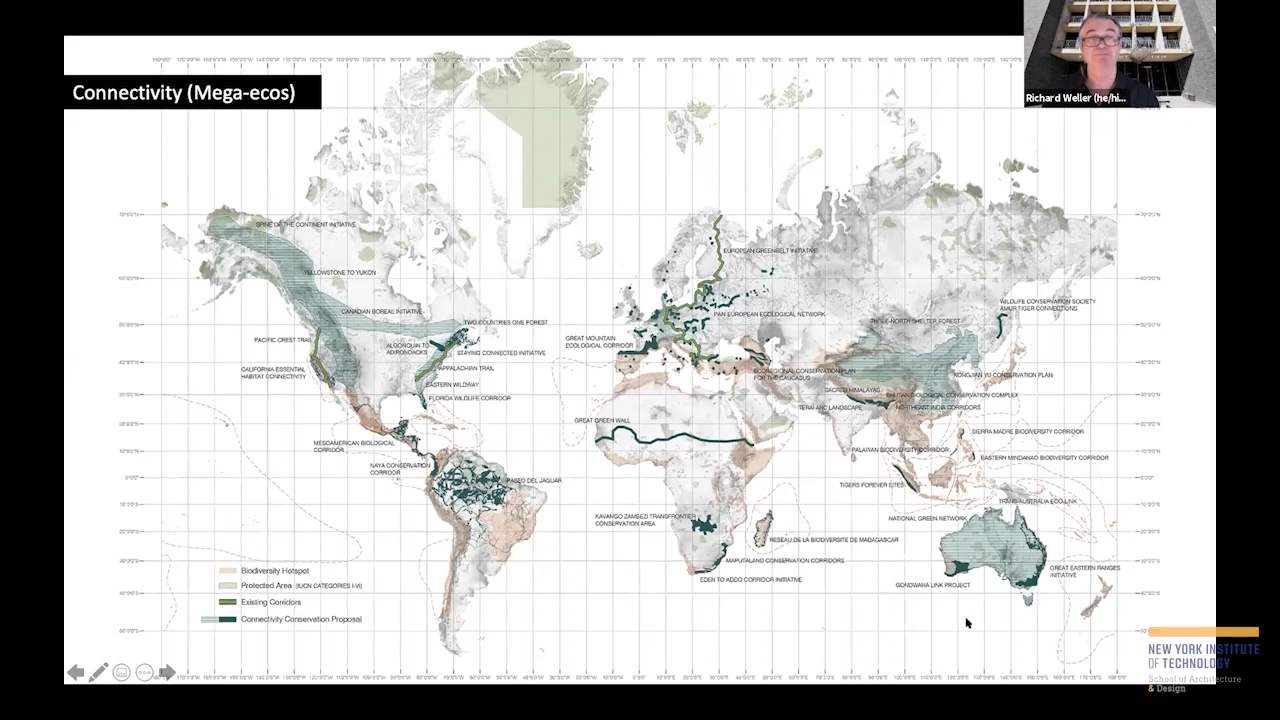 Connectivity (Mega-ecos)
Richard Weller (he/hi...
SPINE OF THE CONTINENT INITIATIVE
YELLOWSTONE TO YUKON
CANADIAN BOREAL INITIATIVE
TWO COUNTRIES ONE FOREST
PACIFIC CREST TRAIL
ALGONQUIN TO
ADIRONDACKS
STAYING CONNECTED INITIATIVE
CALIFORNIA ESSENTIAL
HABITAT CONNECTIVITY
APPALACHIAN TRAIL
EASTERN WILDWAY
FLORIDA WILDLIFE CORRIDOR
MESOAMERICAN BIOLOGICAL
CORRIDOR
NAYA CONSERVATION
CORRIDOR
PASEO DEL JAGUAR
EUROPEAN GREENBELT INITIATIVE
PAN-EUROPEAN ECOLOGICAL NETWORK
GREAT MOUNTAIN
ECOLOGICAL CORRIDOR
ECOREGIONAL CONSERVATION PLAN
FOR THE CAUCASUS
GREAT GREEN WALL
KAVANGO ZAMBEZI TRANSFRONTIER
CONSERVATION AREA
RESEAU DE LA BIODIVERSITE DE MADAGASCAR
MAPUTALAND CONSERVATION CORRIDORS
EDEN TO ADDO CORRIDOR INITIATIVE
WILDLIFE CONSERVATION SOCIETY
AMUR TIGER CONNECTIONS
THREE-NORTH SHELTER FOREST
KONGJIAN YU CONSERVATION PLAN
SACRED HIMALAYAS
BHUTAN BIOLOGICAL CONSERVATION COMPLEX
TERAI ARC LANDSCAPE
NORTHEAST INDIA CORRIDORS
SIERRA MADRE BIODIVERSITY CORRIDOR
PALAWAN BIODIVERSITY CORRIDOR
EASTERN MINDANAO BIODIVERSITY CORRIDOR
TIGERS FOREVER SITES
TRANS-AUSTRALIA ECO-LINK
NATIONAL GREEN NETWORK
GREAT EASTERN RANGES
INITIATIVE
GONDWANA LINK PROJECT
Biodiversity Hotspot
Protected Area (IUCN CATEGORIES I-VI)
Existing Corridors
Connectivity Conservation Proposal
NEW YORK INSTITUTE
OF TECHNOLOGY
School of Architecture
& Design